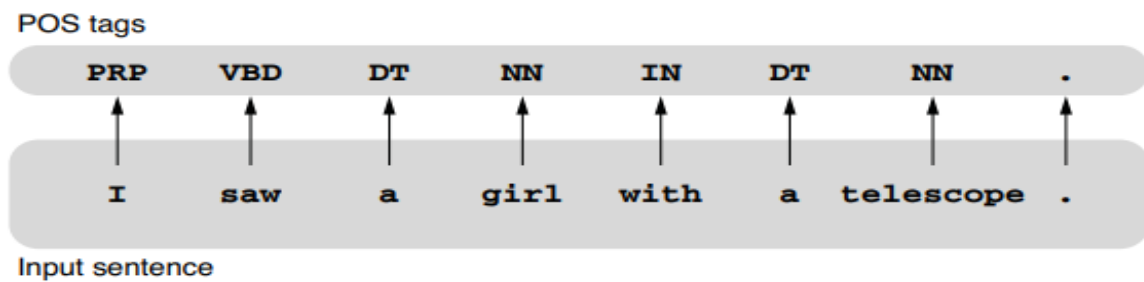 POS tags
PRP VBD DT NN IN DT NN .
I saw a girl with a telescope .
Input sentence